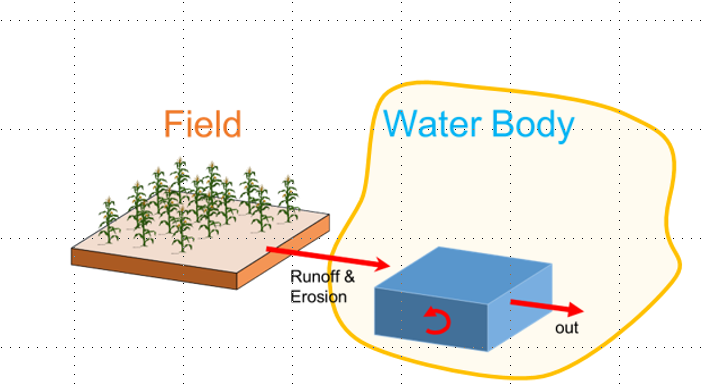 Field
Water Body
Runoff &
Erosion
out